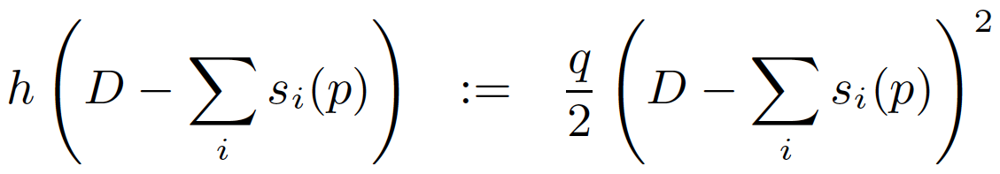 h ( D − ∑_i s_i(p) ) := q/2 ( D − ∑_i s_i(p) )^2